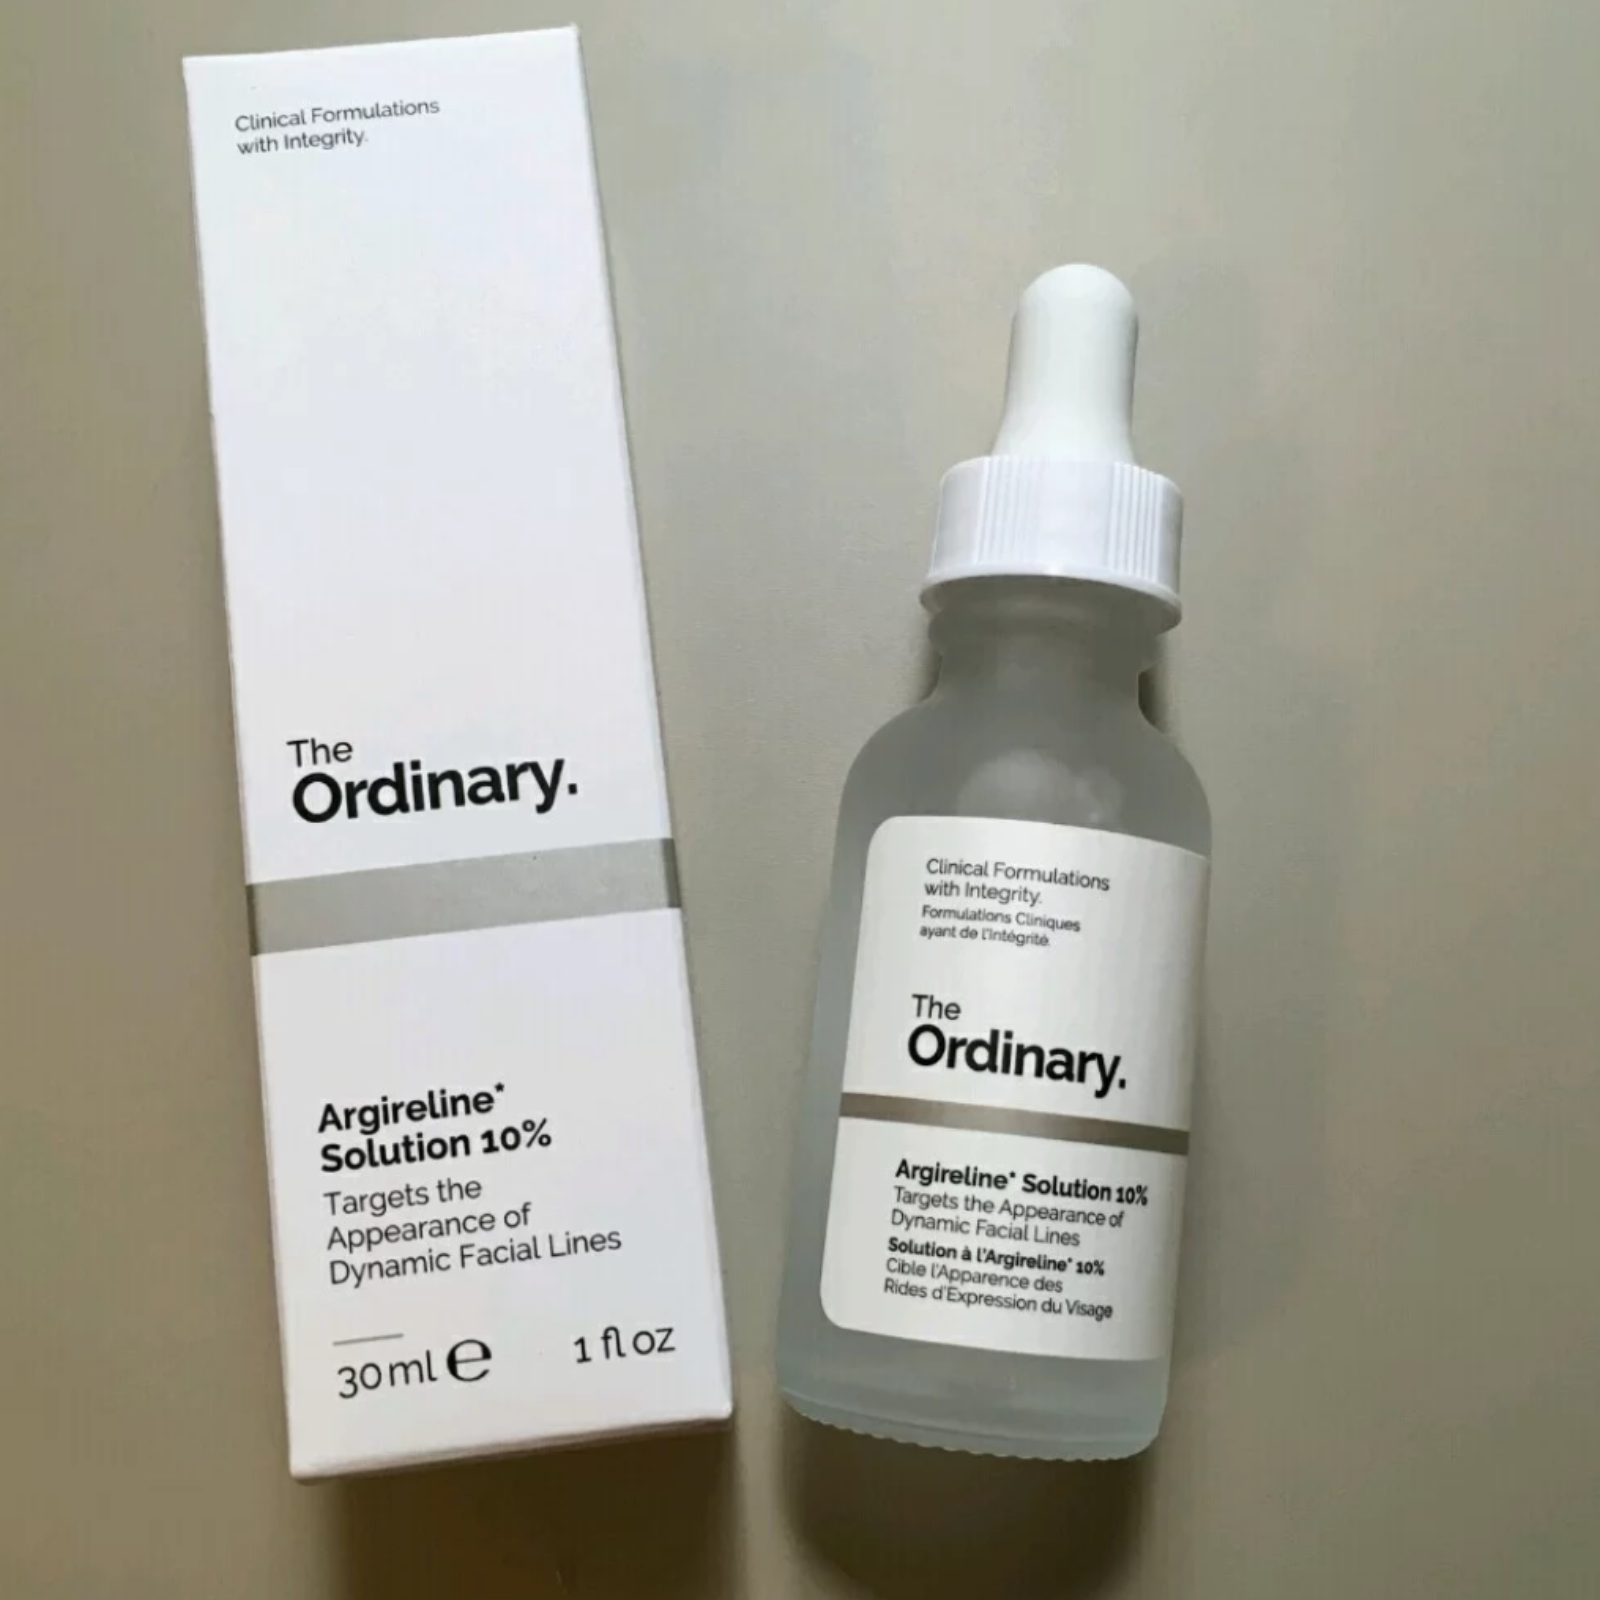 Clinical Formulations
with Integrity.
The
Ordinary.
Argireline*
Solution 10%
Targets the
Appearance of
Dynamic Facial Lines
30 ml ℮ 1 fl oz
Clinical Formulations
with Integrity.
Formulations Cliniques
ayant de l'Intégrité.
The
Ordinary.
Argireline* Solution 10%
Targets the Appearance of
Dynamic Facial Lines
Solution à l'Argireline* 10%
Cible l'Apparence des
Rides d'Expression du Visage